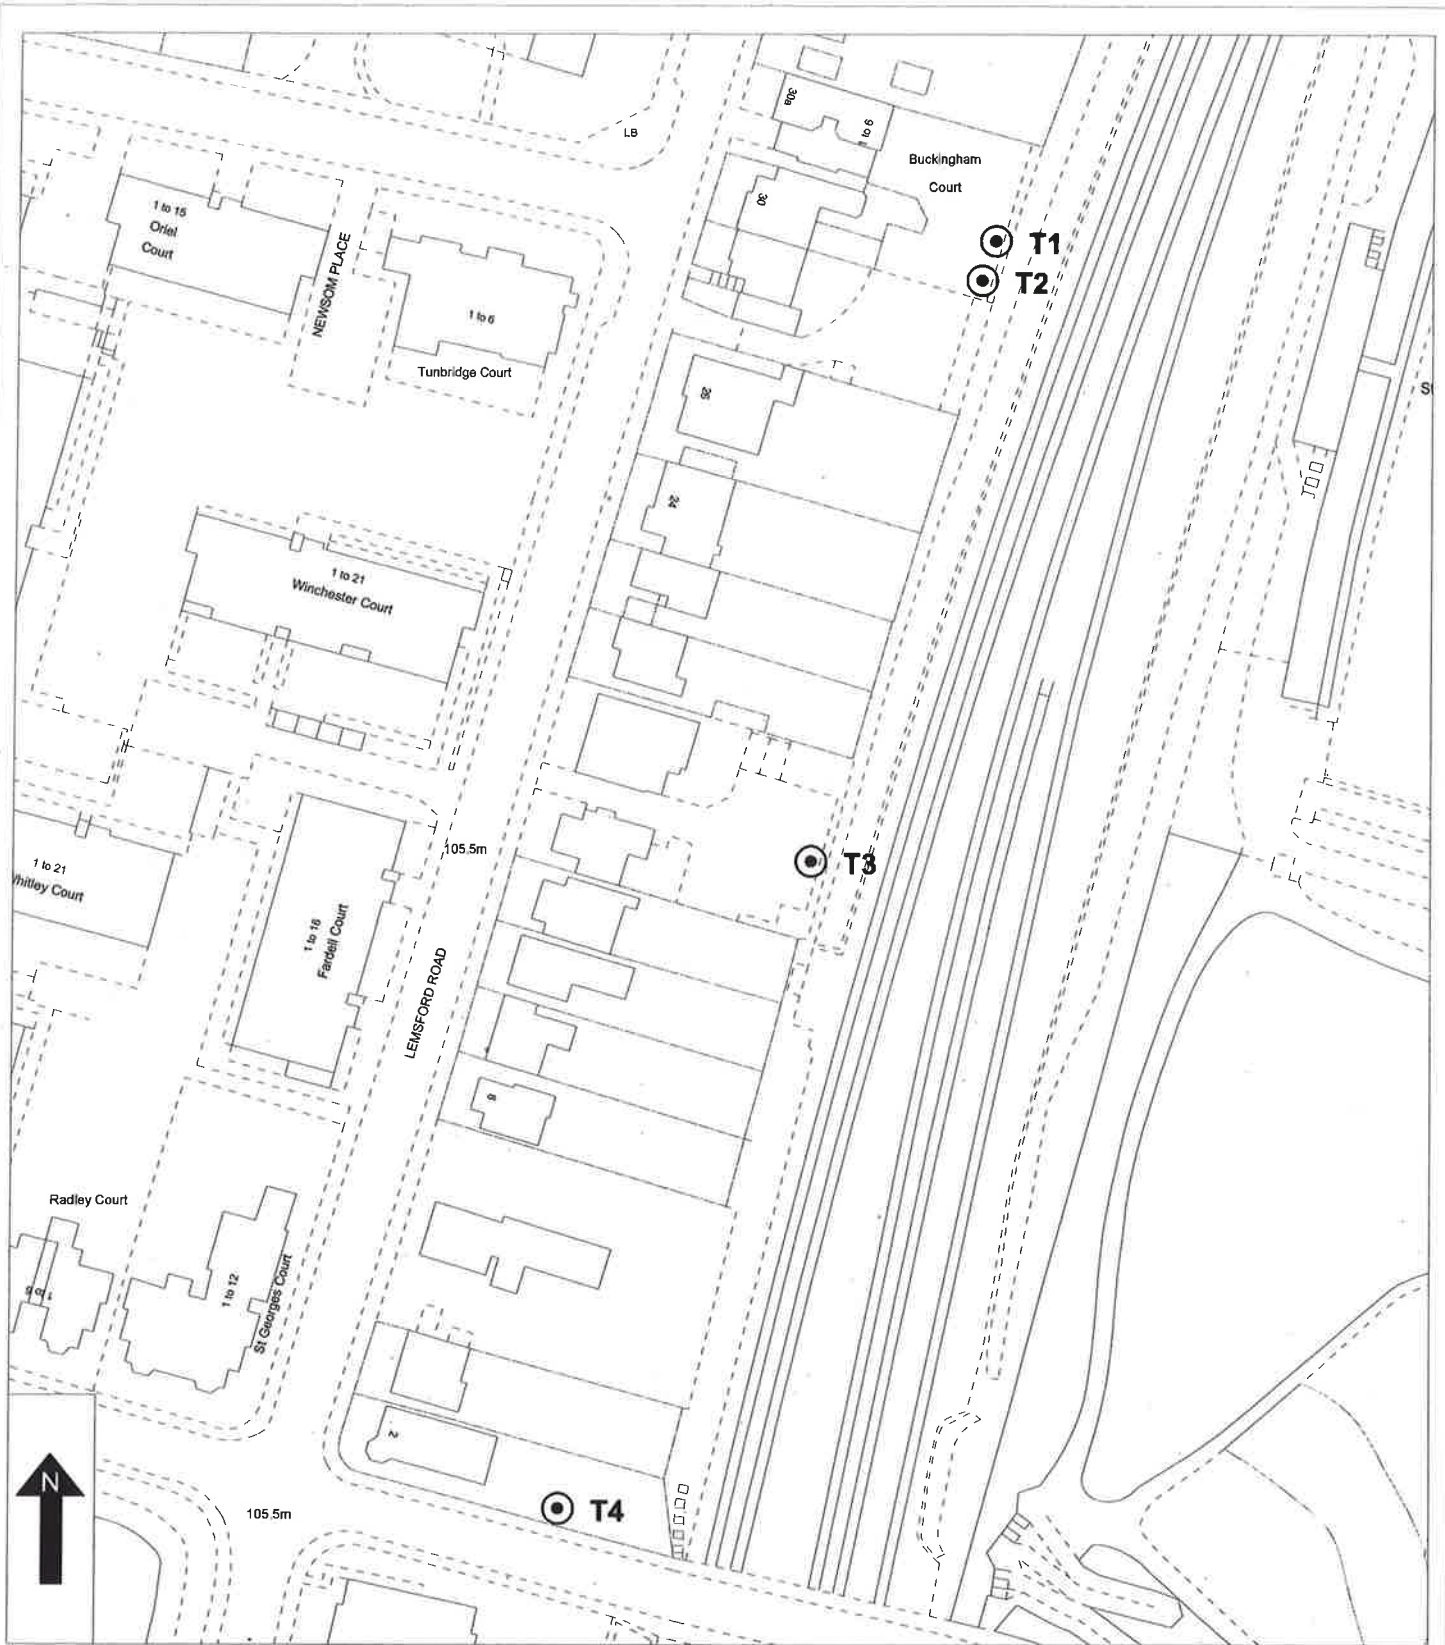 30a
1 to 6
LB
Buckingham
Court
30
1 to 15
Oriel
Court
NEWSOM PLACE
T1
T2
1 to 6
Tunbridge Court
26
24
1 to 21
Winchester Court
105.5m
T3
1 to 21
Whitley Court
1 to 16
Fardell Court
LEMSFORD ROAD
8
Radley Court
1 to 12
St Georges Court
2
N
105.5m
T4